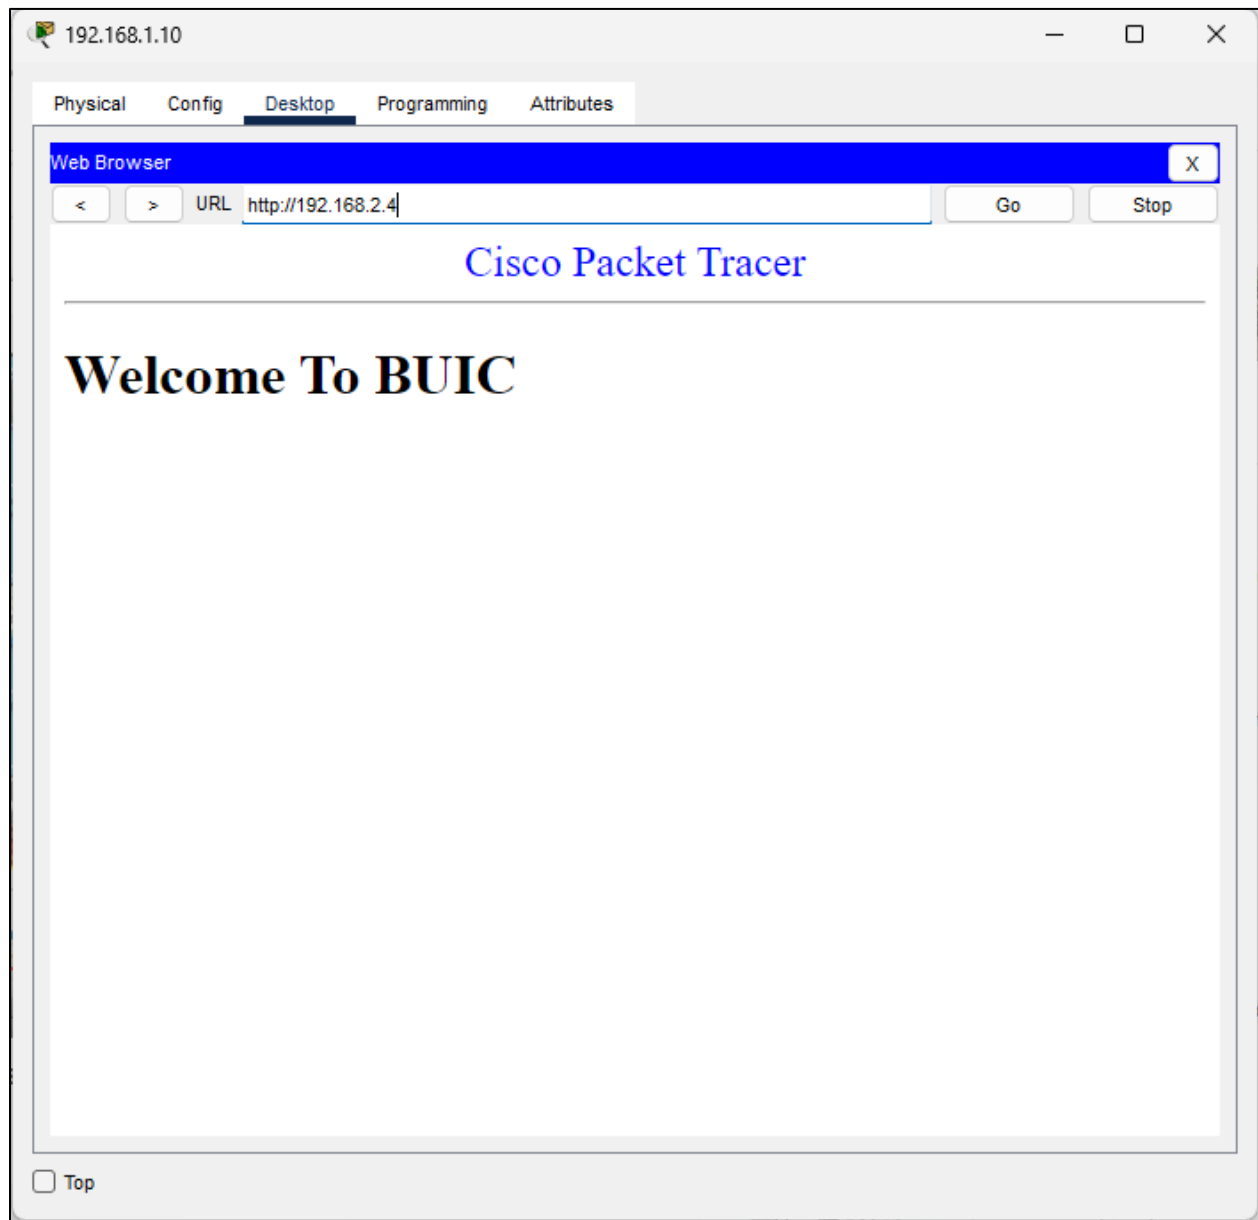 192.168.1.10
Physical Config Desktop Programming Attributes
Web Browser X
< > URL http://192.168.2.4 Go Stop
Cisco Packet Tracer
Welcome To BUIC
Top